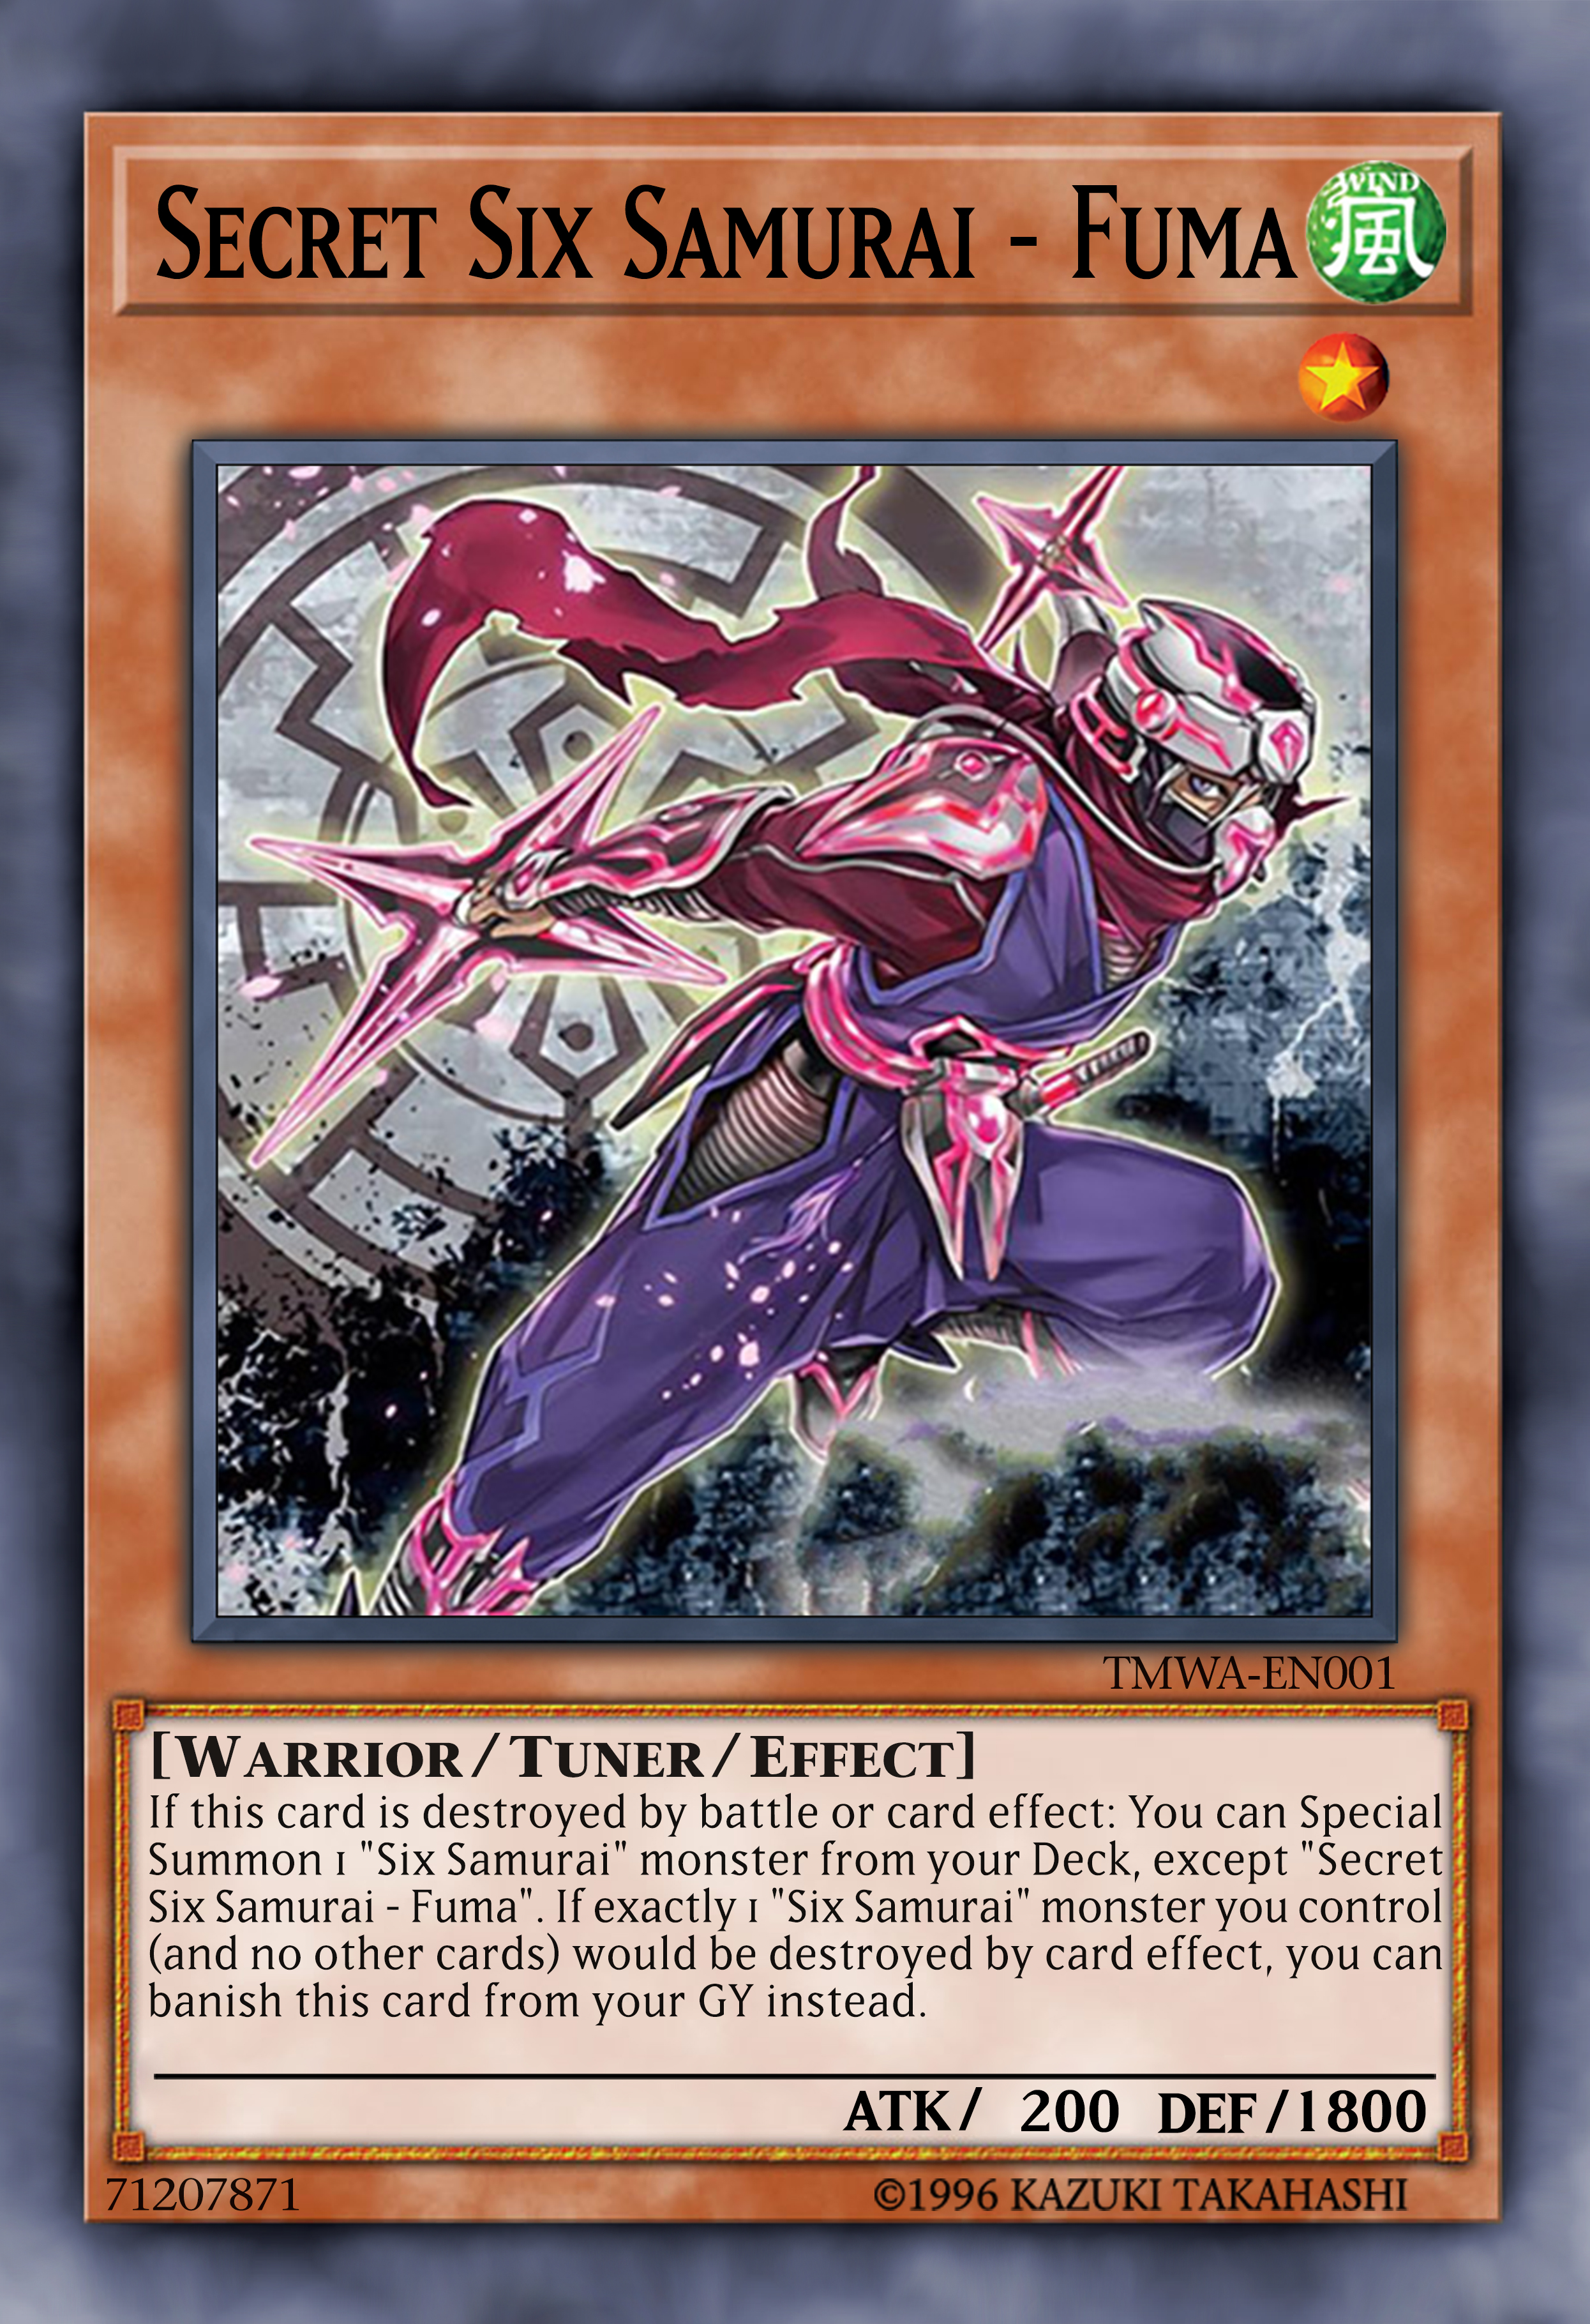 SECRET SIX SAMURAI - FUMA
WIND
風
TMWA-EN001
[WARRIOR/TUNER/EFFECT]
If this card is destroyed by battle or card effect: You can Special
Summon 1 "Six Samurai" monster from your Deck, except "Secret
Six Samurai - Fuma". If exactly 1 "Six Samurai" monster you control
(and no other cards) would be destroyed by card effect, you can
banish this card from your GY instead.
ATK/ 200 DEF/1800
71207871 ©1996 KAZUKI TAKAHASHI